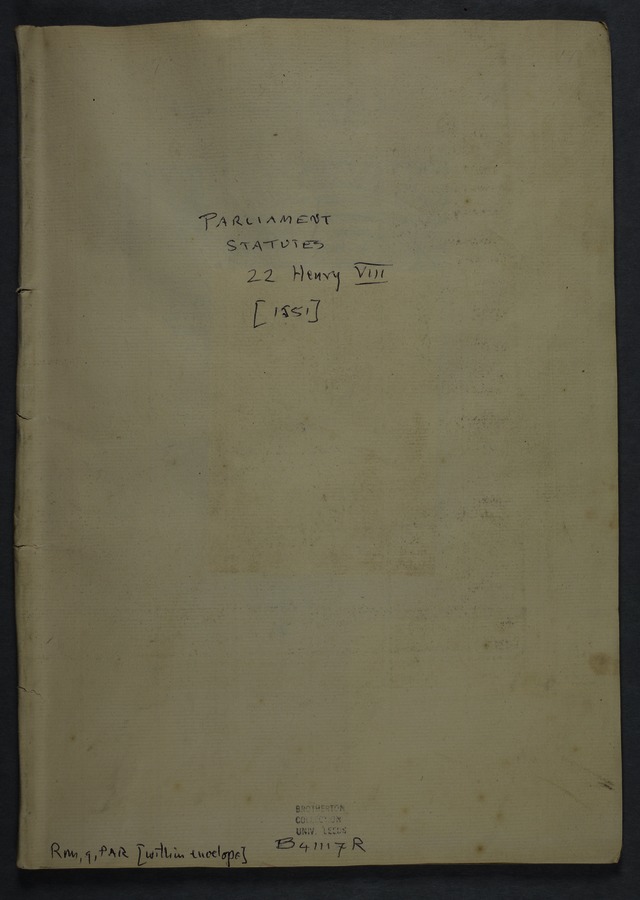 PARLIAMENT
STATUTES
22 Henry VIII
[1551]
BROTHERTON
COLLECTION
UNIV. LEEDS
B41117R
Rm, q, PAR [within envelope]